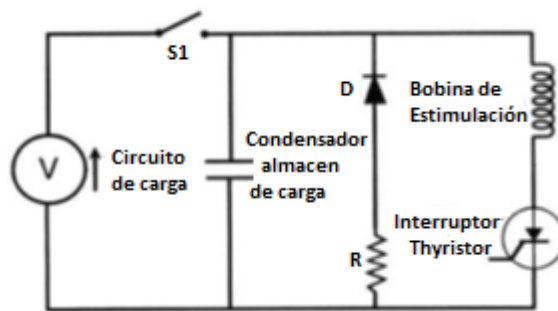 S1
V
Circuito
de carga
Condensador
almacen
de carga
D
R
Bobina de
Estimulación
Interruptor
Thyristor